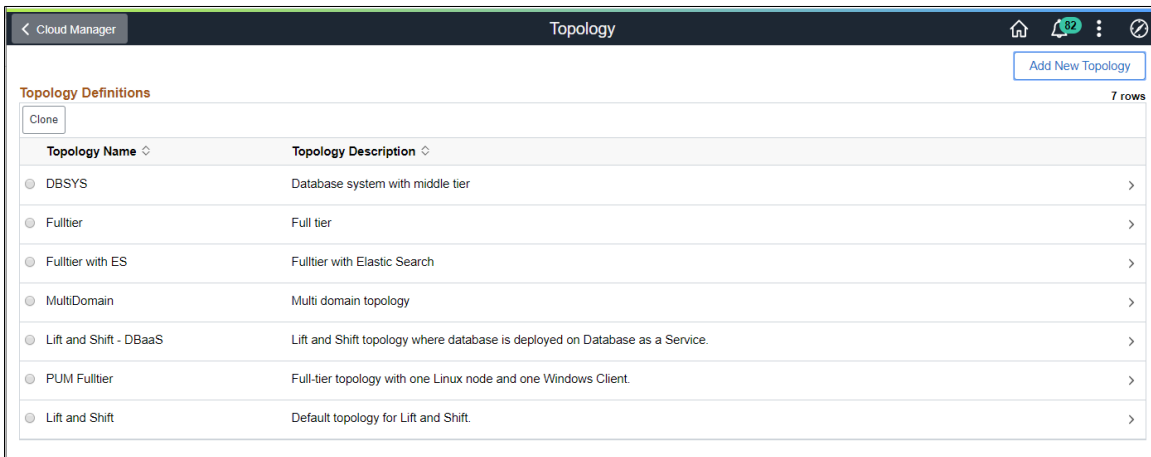 Cloud Manager
Topology
82
Add New Topology
Topology Definitions
7 rows
Clone
Topology Name
Topology Description
DBSYS
Database system with middle tier
Fulltier
Full tier
Fulltier with ES
Fulltier with Elastic Search
MultiDomain
Multi domain topology
Lift and Shift - DBaaS
Lift and Shift topology where database is deployed on Database as a Service.
PUM Fulltier
Full-tier topology with one Linux node and one Windows Client.
Lift and Shift
Default topology for Lift and Shift.